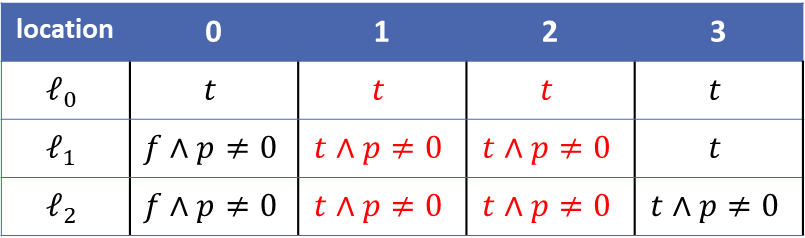 location 0 1 2 3
ℓ₀ t t t t
ℓ₁ f ∧ p ≠ 0 t ∧ p ≠ 0 t ∧ p ≠ 0 t
ℓ₂ f ∧ p ≠ 0 t ∧ p ≠ 0 t ∧ p ≠ 0 t ∧ p ≠ 0